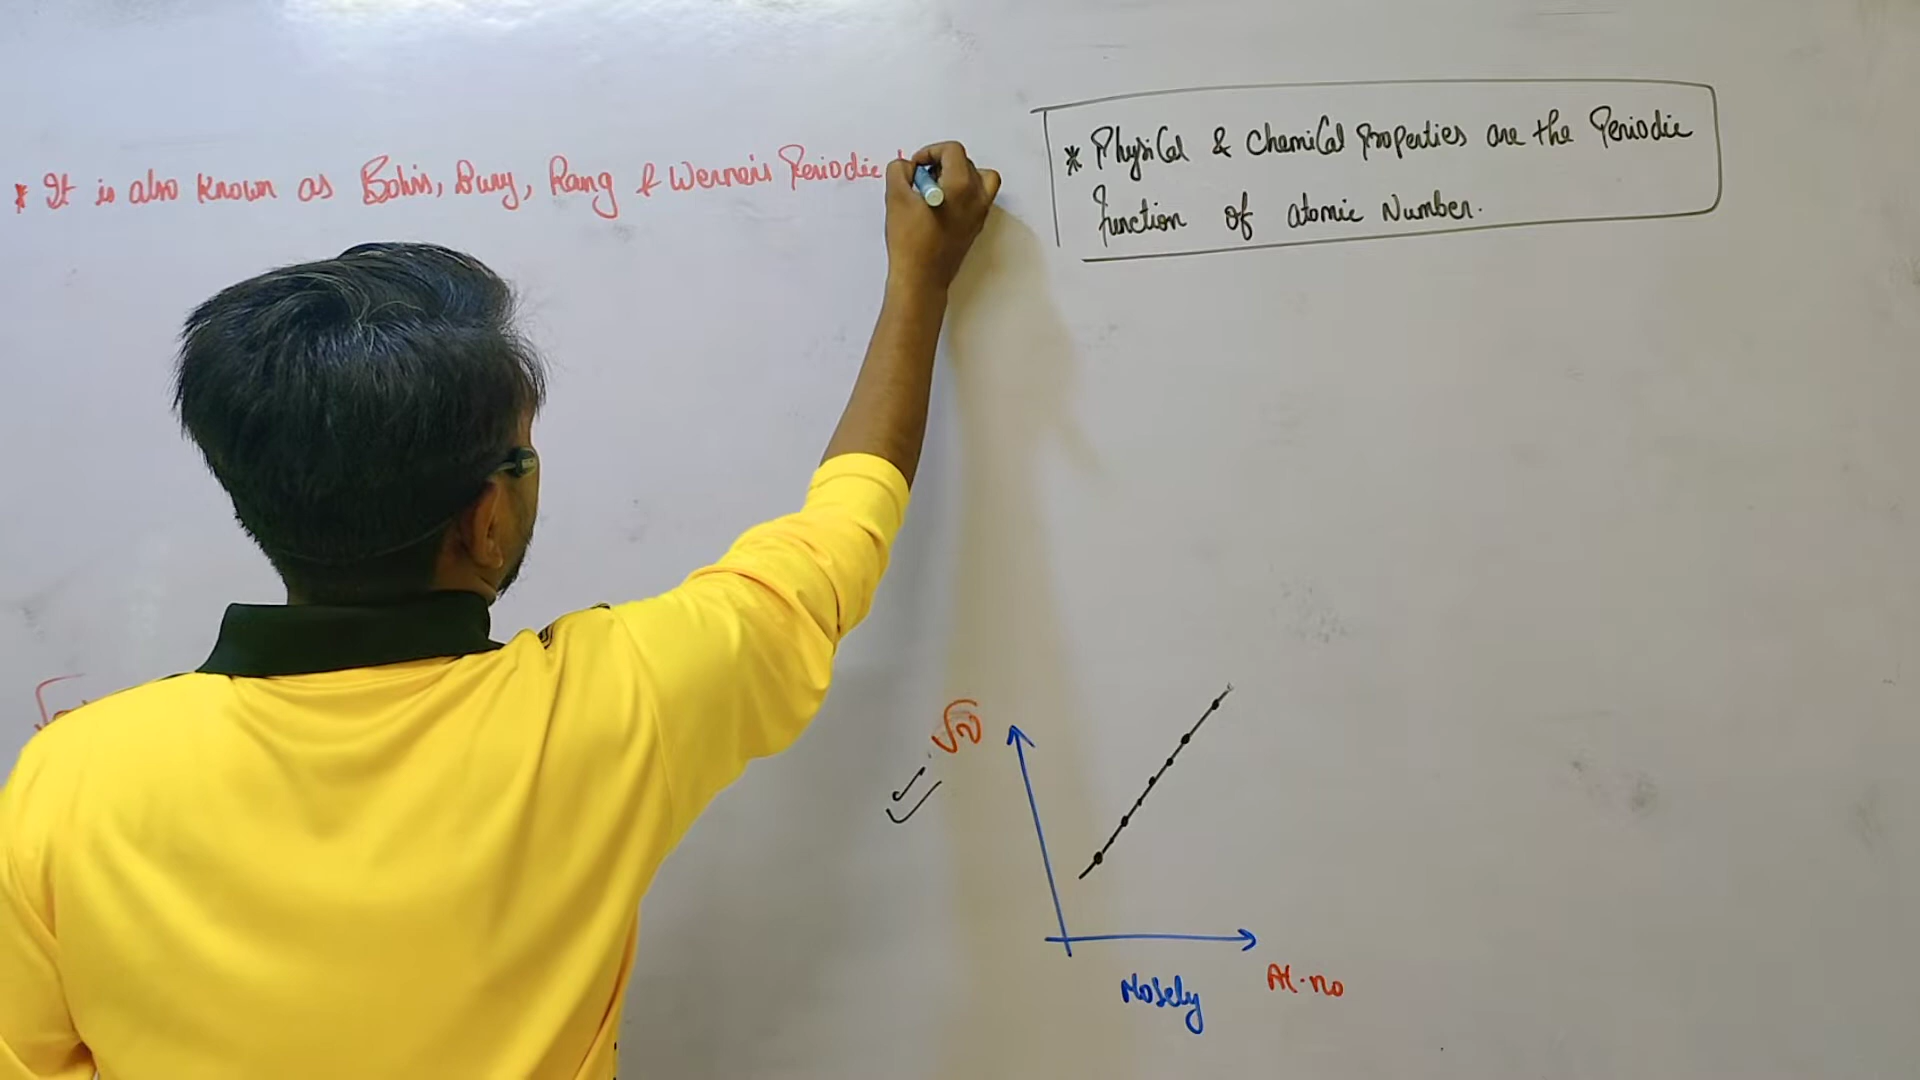 * It is also known as Bohr's, Bury, Rang & Werner's Periodic
* Physical & Chemical Properties are the Periodic
function of atomic Number.
√ν
Mosely
At.no